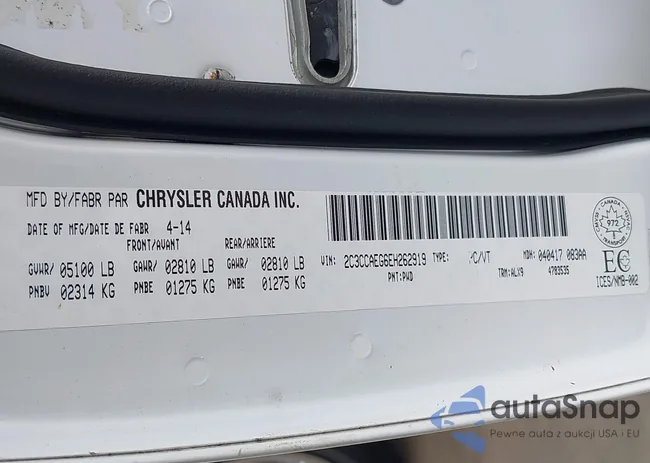 MFD BY/FABR PAR CHRYSLER CANADA INC.
DATE OF MFG/DATE DE FABR 4-14
FRONT/AVANT REAR/ARRIERE
GVWR/ 05100 LB GAWR/ 02810 LB GAWR/ 02810 LB
PNBV 02314 KG PNBE 01275 KG PNBE 01275 KG
VIN: 2C3CCAEG6EH262919 TYPE: -C/VT MDH: 040417 083AA
PNT:PWD TRM:ALX9 4783535
CANADA
972
TRANSPORT
EC
ICES/NMB-002
autoSnap
Pewne auta z aukcji USA i EU